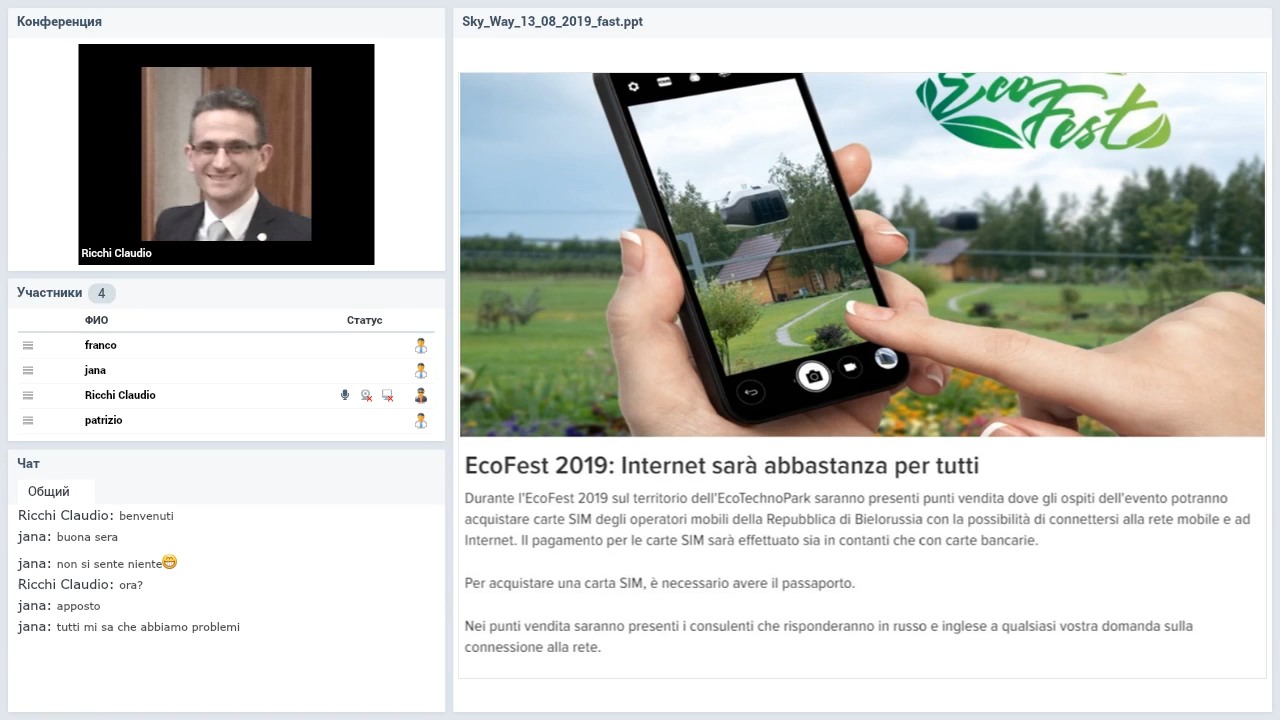 Конференция
Ricchi Claudio
Участники 4
ФИО Статус
franco
jana
Ricchi Claudio
patrizio
Чат
Общий
Ricchi Claudio: benvenuti
jana: buona sera
jana: non si sente niente
Ricchi Claudio: ora?
jana: apposto
jana: tutti mi sa che abbiamo problemi
Sky_Way_13_08_2019_fast.ppt
Eco
Fest
EcoFest 2019: Internet sarà abbastanza per tutti
Durante l'EcoFest 2019 sul territorio dell'EcoTechnoPark saranno presenti punti vendita dove gli ospiti dell'evento potranno
acquistare carte SIM degli operatori mobili della Repubblica di Bielorussia con la possibilità di connettersi alla rete mobile e ad
Internet. Il pagamento per le carte SIM sarà effettuato sia in contanti che con carte bancarie.
Per acquistare una carta SIM, è necessario avere il passaporto.
Nei punti vendita saranno presenti i consulenti che risponderanno in russo e inglese a qualsiasi vostra domanda sulla
connessione alla rete.